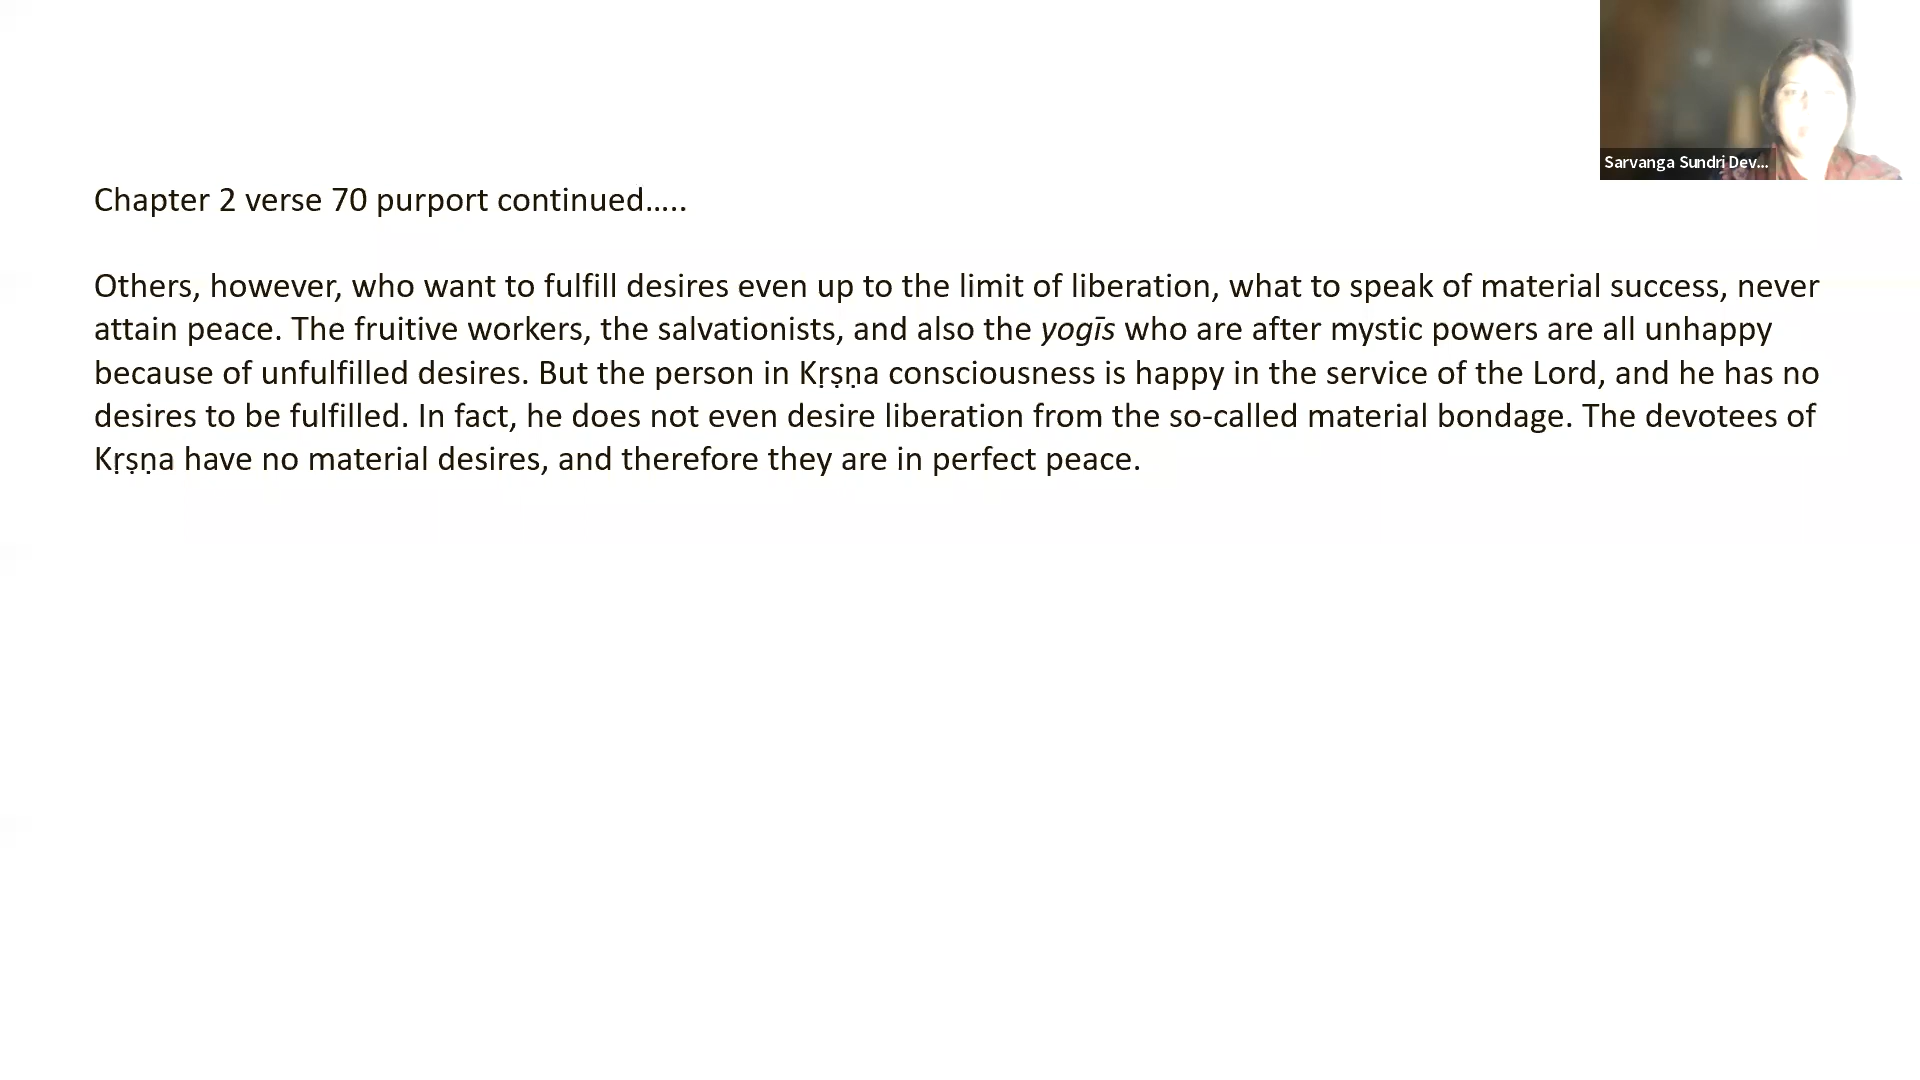 Sarvanga Sundri Dev...
Chapter 2 verse 70 purport continued…..
Others, however, who want to fulfill desires even up to the limit of liberation, what to speak of material success, never
attain peace. The fruitive workers, the salvationists, and also the yogīs who are after mystic powers are all unhappy
because of unfulfilled desires. But the person in Kṛṣṇa consciousness is happy in the service of the Lord, and he has no
desires to be fulfilled. In fact, he does not even desire liberation from the so-called material bondage. The devotees of
Kṛṣṇa have no material desires, and therefore they are in perfect peace.